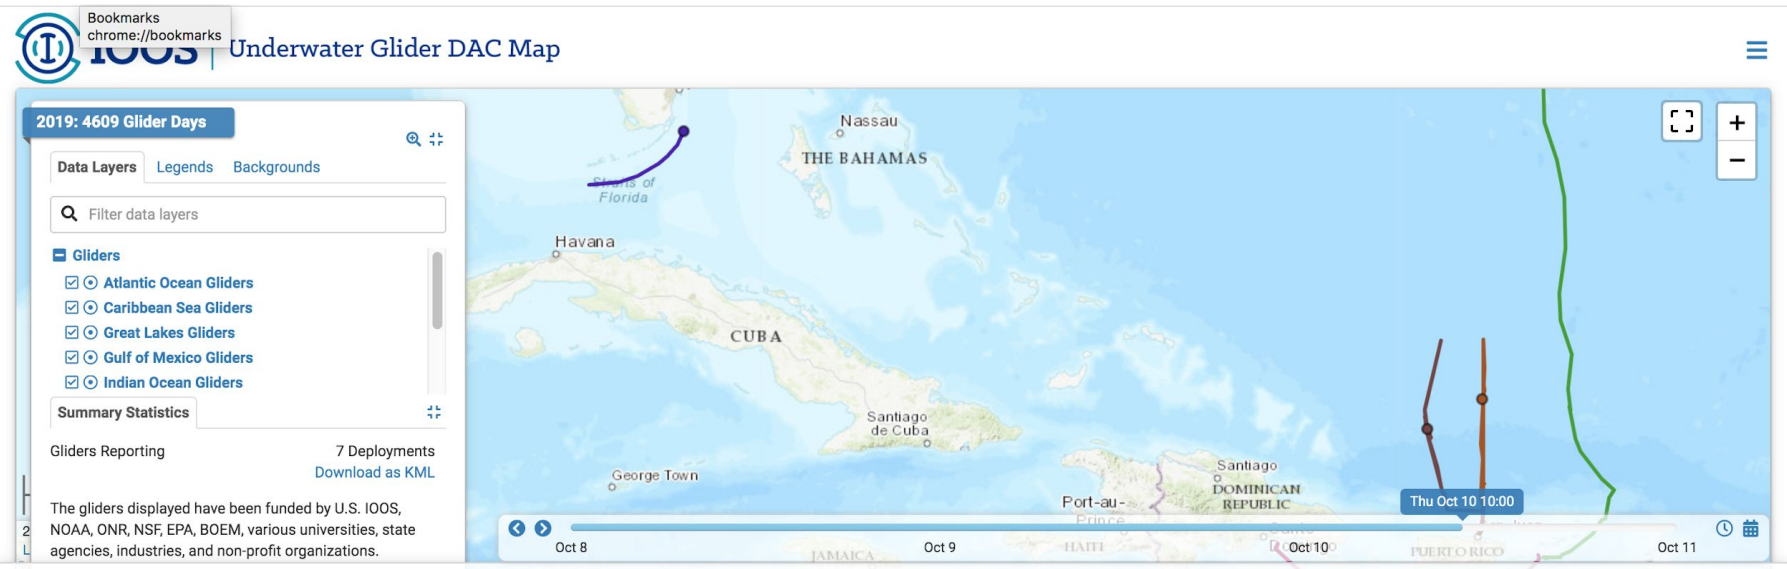 Bookmarks
chrome://bookmarks
IOOS
Underwater Glider DAC Map
2019: 4609 Glider Days
Data Layers
Legends
Backgrounds
Filter data layers
Gliders
Atlantic Ocean Gliders
Caribbean Sea Gliders
Great Lakes Gliders
Gulf of Mexico Gliders
Indian Ocean Gliders
Summary Statistics
Gliders Reporting
7 Deployments
Download as KML
The gliders displayed have been funded by U.S. IOOS,
NOAA, ONR, NSF, EPA, BOEM, various universities, state
agencies, industries, and non-profit organizations.
Nassau
THE BAHAMAS
Straits of
Florida
Havana
CUBA
Santiago
de Cuba
George Town
Port-au-
Prince
Santiago
DOMINICAN
REPUBLIC
JAMAICA
HAITI
PUERTO RICO
Thu Oct 10 10:00
Oct 8
Oct 9
Oct 10
Oct 11
+
−